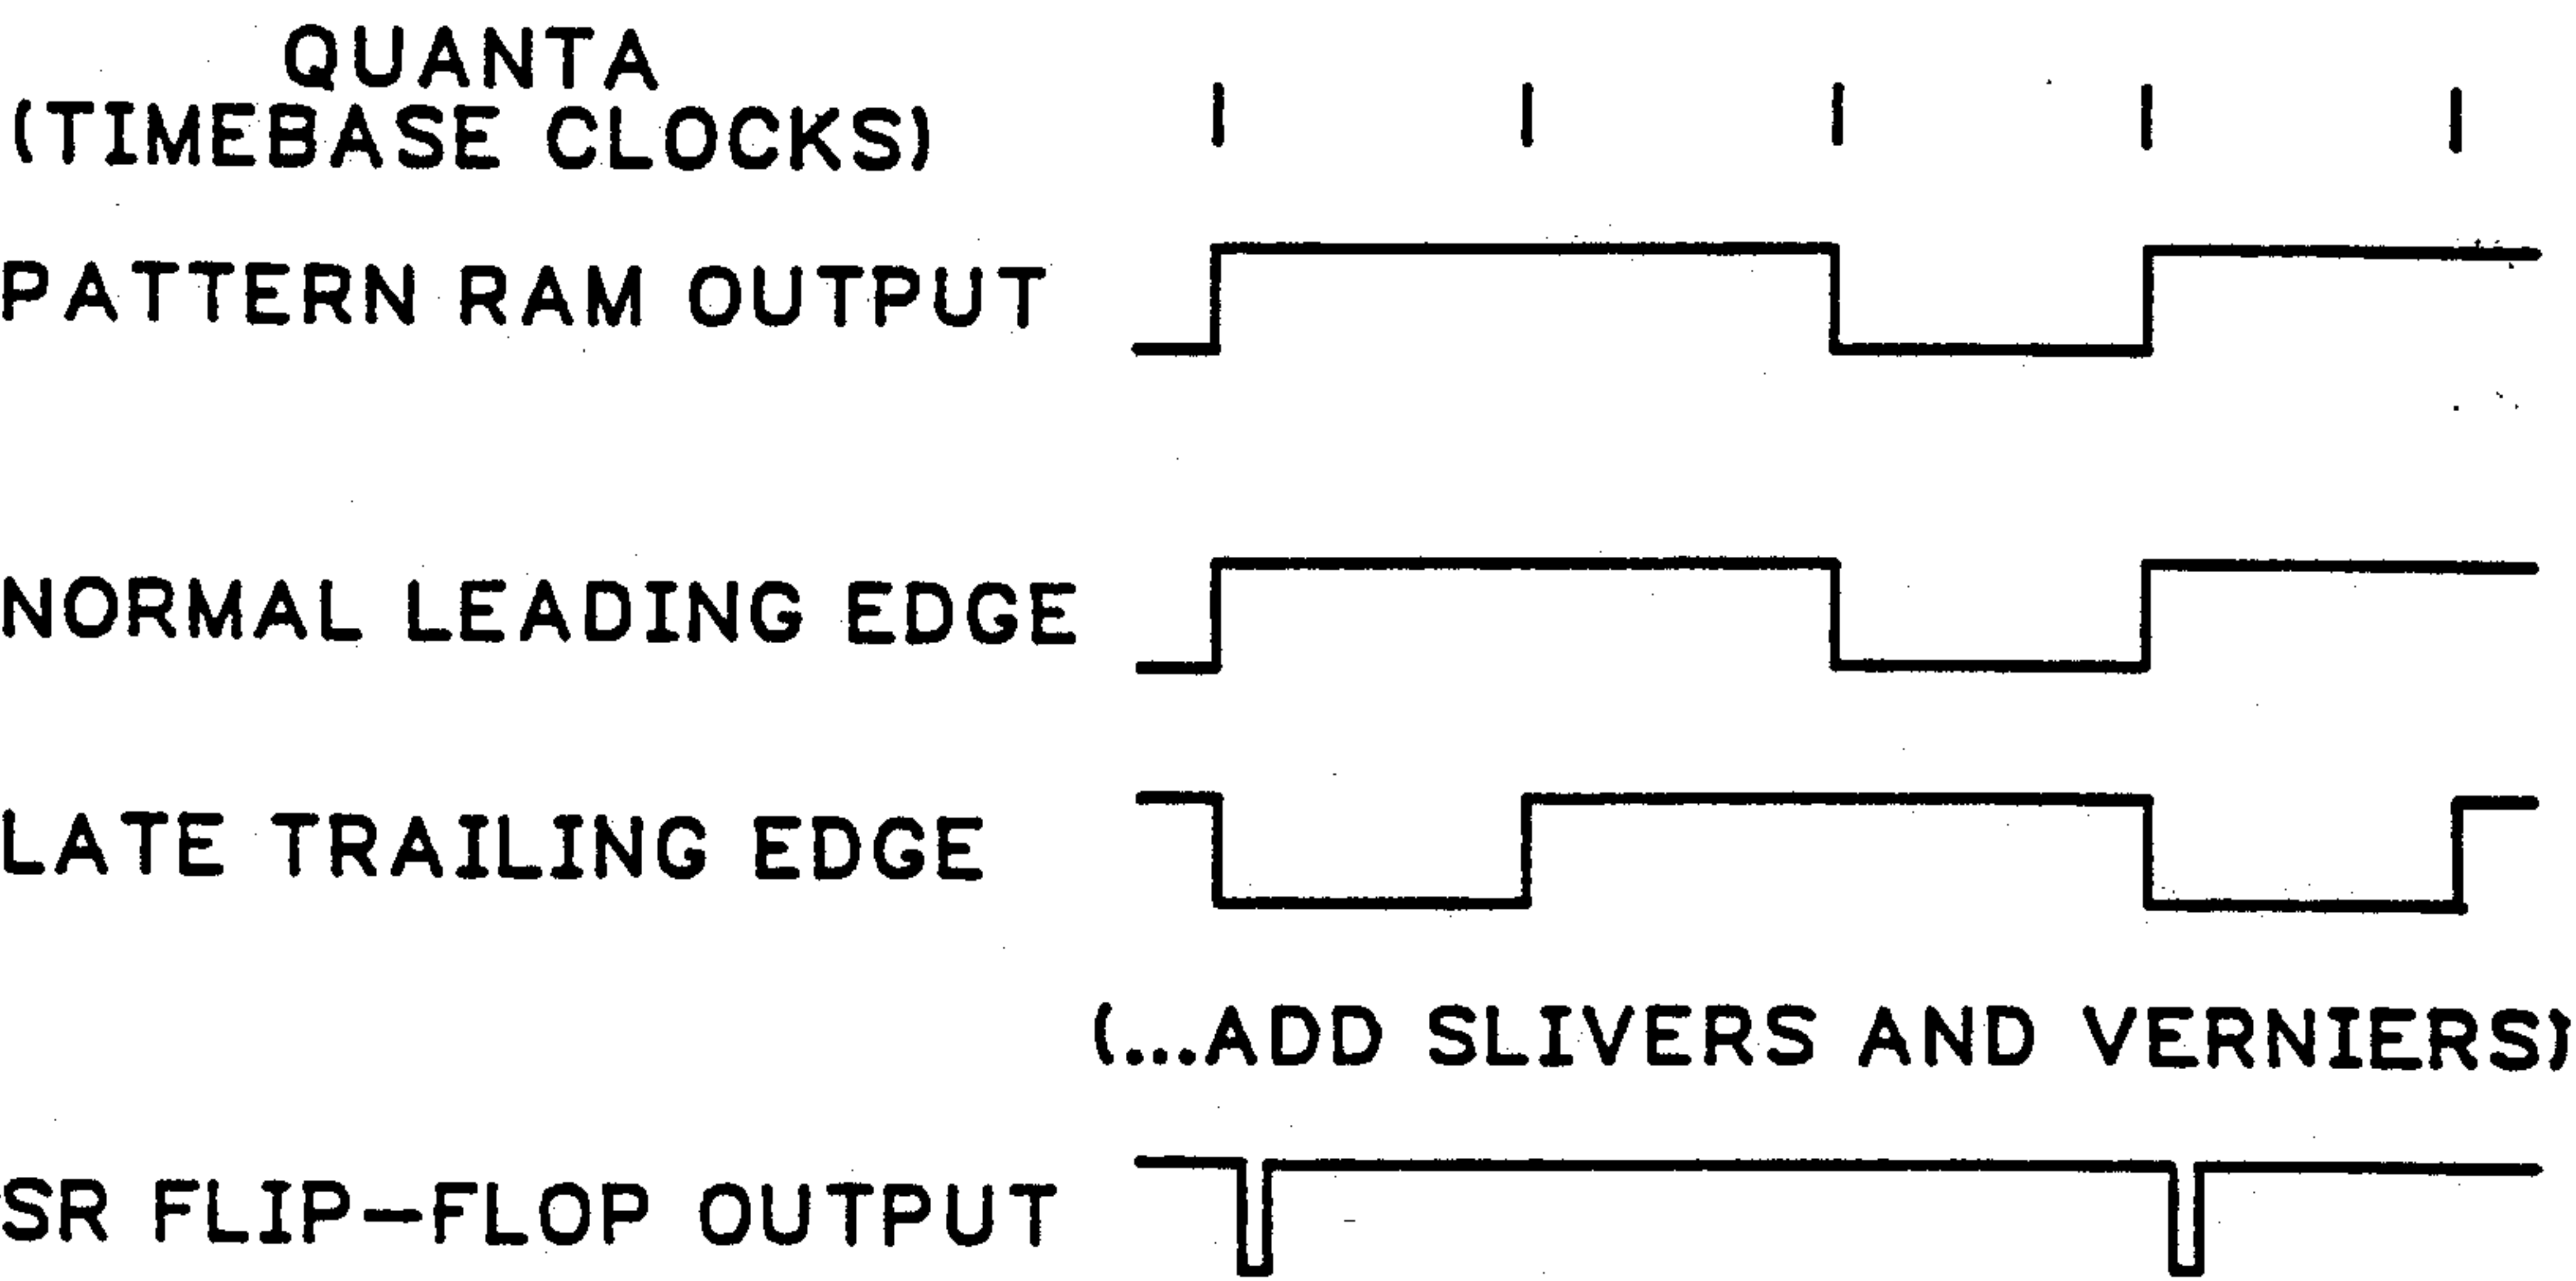 QUANTA
(TIMEBASE CLOCKS)
PATTERN RAM OUTPUT
NORMAL LEADING EDGE
LATE TRAILING EDGE
(...ADD SLIVERS AND VERNIERS)
SR FLIP-FLOP OUTPUT